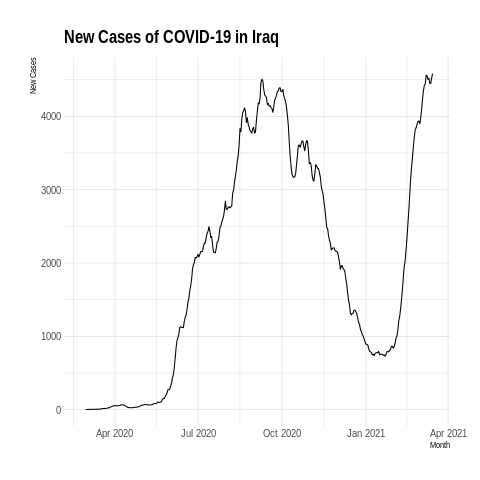 New Cases of COVID-19 in Iraq
New Cases
4000
3000
2000
1000
0
Apr 2020 Jul 2020 Oct 2020 Jan 2021 Apr 2021
Month